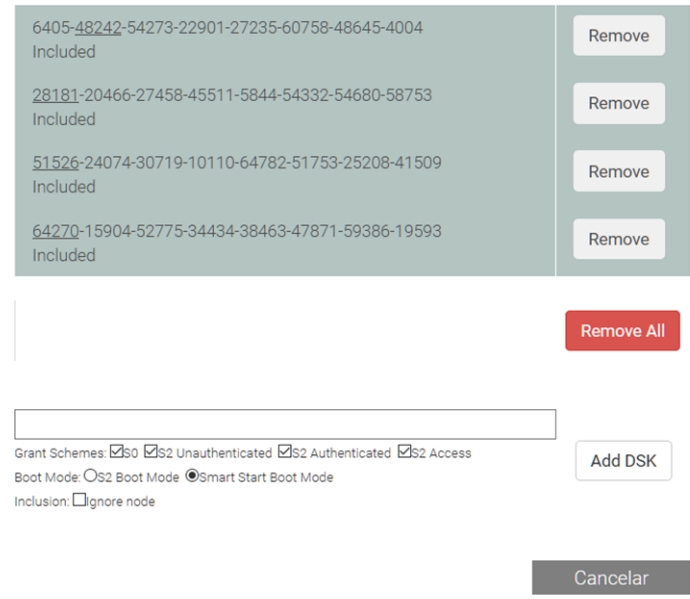 6405-48242-54273-22901-27235-60758-48645-4004
Included
Remove
28181-20466-27458-45511-5844-54332-54680-58753
Included
Remove
51526-24074-30719-10110-64782-51753-25208-41509
Included
Remove
64270-15904-52775-34434-38463-47871-59386-19593
Included
Remove
Remove All
Grant Schemes: S0 S2 Unauthenticated S2 Authenticated S2 Access
Boot Mode: S2 Boot Mode Smart Start Boot Mode
Inclusion: Ignore node
Add DSK
Cancelar